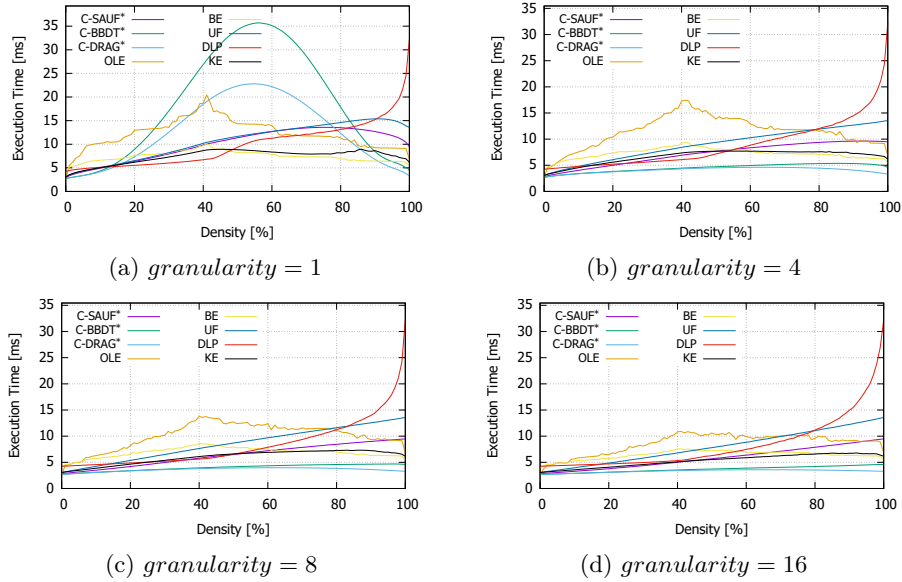 35
30
25
20
15
10
5
0
Execution Time [ms]
C-SAUF*
C-BBDT*
C-DRAG*
OLE
BE
UF
DLP
KE
0 20 40 60 80 100
Density [%]
(a) granularity = 1
35
30
25
20
15
10
5
0
Execution Time [ms]
C-SAUF*
C-BBDT*
C-DRAG*
OLE
BE
UF
DLP
KE
0 20 40 60 80 100
Density [%]
(b) granularity = 4
35
30
25
20
15
10
5
0
Execution Time [ms]
C-SAUF*
C-BBDT*
C-DRAG*
OLE
BE
UF
DLP
KE
0 20 40 60 80 100
Density [%]
(c) granularity = 8
35
30
25
20
15
10
5
0
Execution Time [ms]
C-SAUF*
C-BBDT*
C-DRAG*
OLE
BE
UF
DLP
KE
0 20 40 60 80 100
Density [%]
(d) granularity = 16